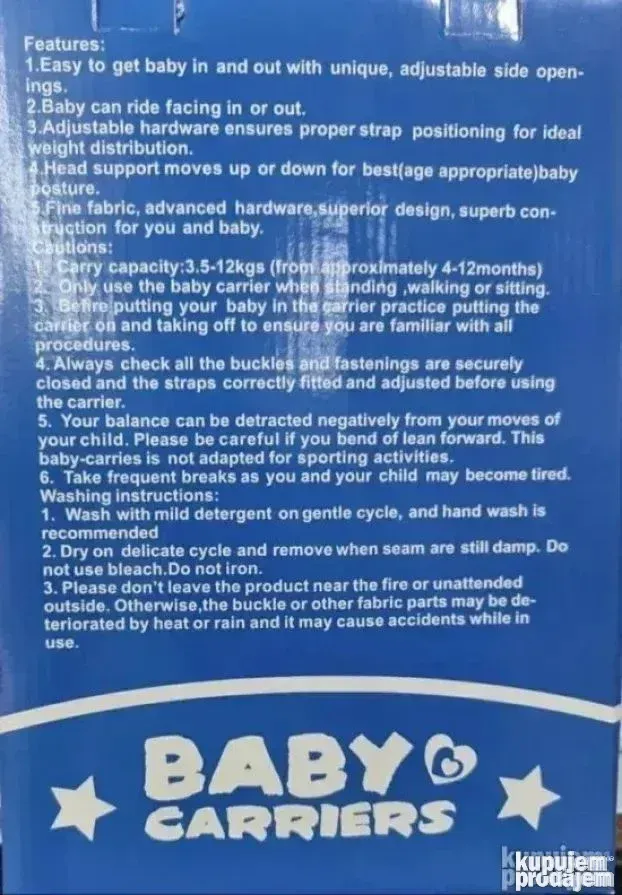 Features:
1.Easy to get baby in and out with unique, adjustable side open-
ings.
2.Baby can ride facing in or out.
3.Adjustable hardware ensures proper strap positioning for ideal
weight distribution.
4.Head support moves up or down for best(age appropriate)baby
posture.
5.Fine fabric, advanced hardware,superior design, superb con-
struction for you and baby.
Cautions:
1. Carry capacity:3.5-12kgs (from approximately 4-12months)
2. Only use the baby carrier when standing ,walking or sitting.
3. Befire putting your baby in the carrier practice putting the
carrier on and taking off to ensure you are familiar with all
procedures.
4.Always check all the buckles and fastenings are securely
closed and the straps correctly fitted and adjusted before using
the carrier.
5. Your balance can be detracted negatively from your moves of
your child. Please be careful if you bend of lean forward. This
baby-carries is not adapted for sporting activities.
6. Take frequent breaks as you and your child may become tired.
Washing instructions:
1. Wash with mild detergent on gentle cycle, and hand wash is
recommended
2. Dry on delicate cycle and remove when seam are still damp. Do
not use bleach.Do not iron.
3. Please don't leave the product near the fire or unattended
outside. Otherwise,the buckle or other fabric parts may be de-
teriorated by heat or rain and it may cause accidents while in
use.
BABY
CARRIERS
kupujem
prodajem